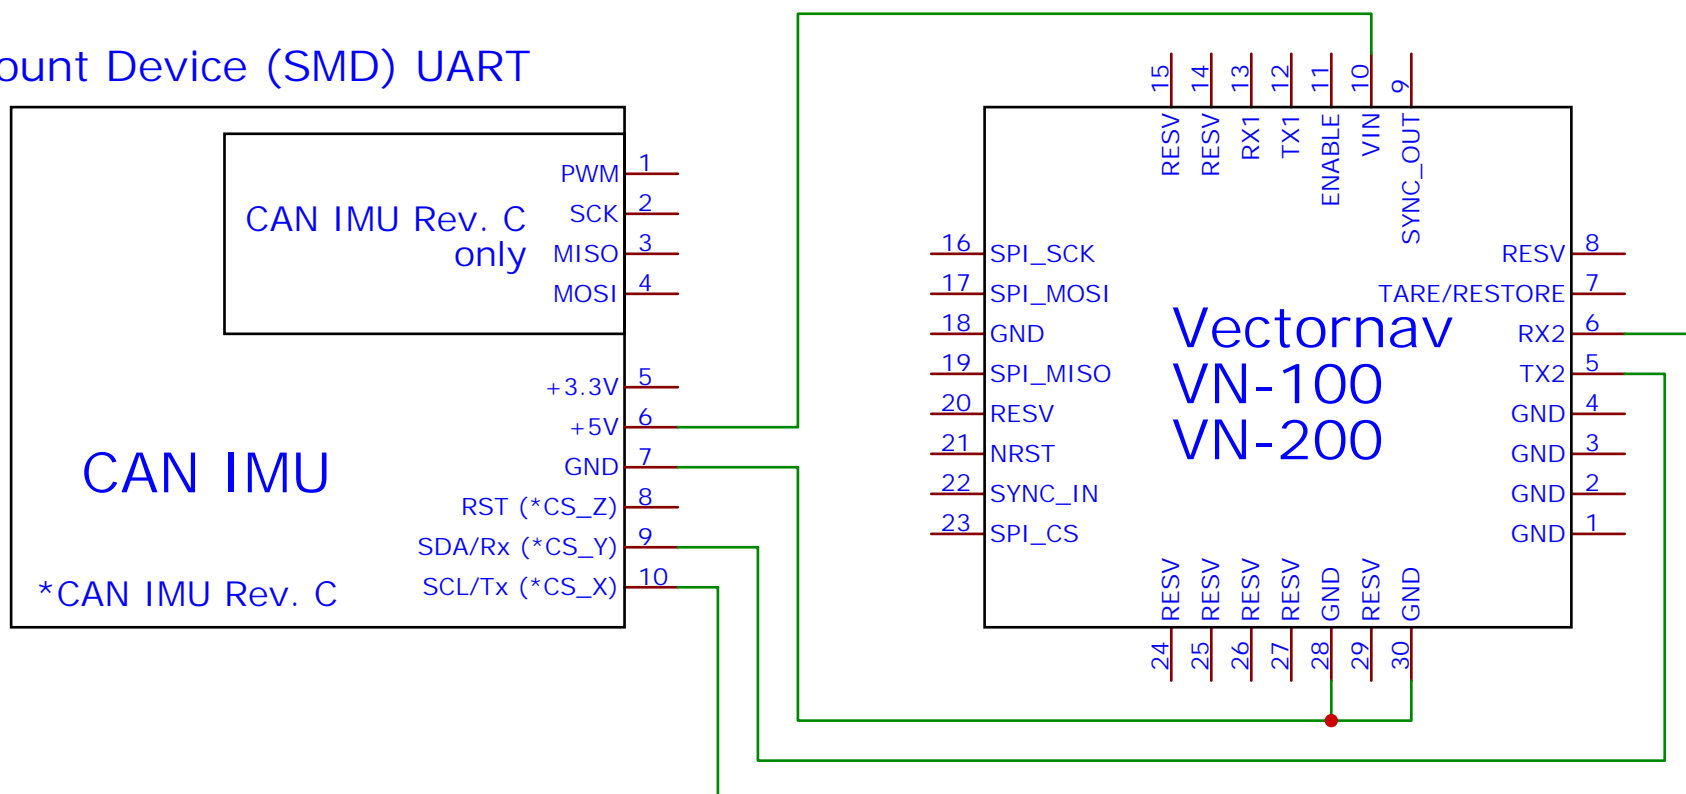 ount Device (SMD) UART
CAN IMU Rev. C
only
PWM 1
SCK 2
MISO 3
MOSI 4
+3.3V 5
+5V 6
GND 7
RST (*CS_Z) 8
SDA/Rx (*CS_Y) 9
SCL/Tx (*CS_X) 10
CAN IMU
*CAN IMU Rev. C
15 RESV
14 RESV
13 RX1
12 TX1
11 ENABLE
10 VIN
9 SYNC_OUT
16 SPI_SCK
17 SPI_MOSI
18 GND
19 SPI_MISO
20 RESV
21 NRST
22 SYNC_IN
23 SPI_CS
Vectornav
VN-100
VN-200
RESV 8
TARE/RESTORE 7
RX2 6
TX2 5
GND 4
GND 3
GND 2
GND 1
RESV 24
RESV 25
RESV 26
RESV 27
GND 28
RESV 29
GND 30